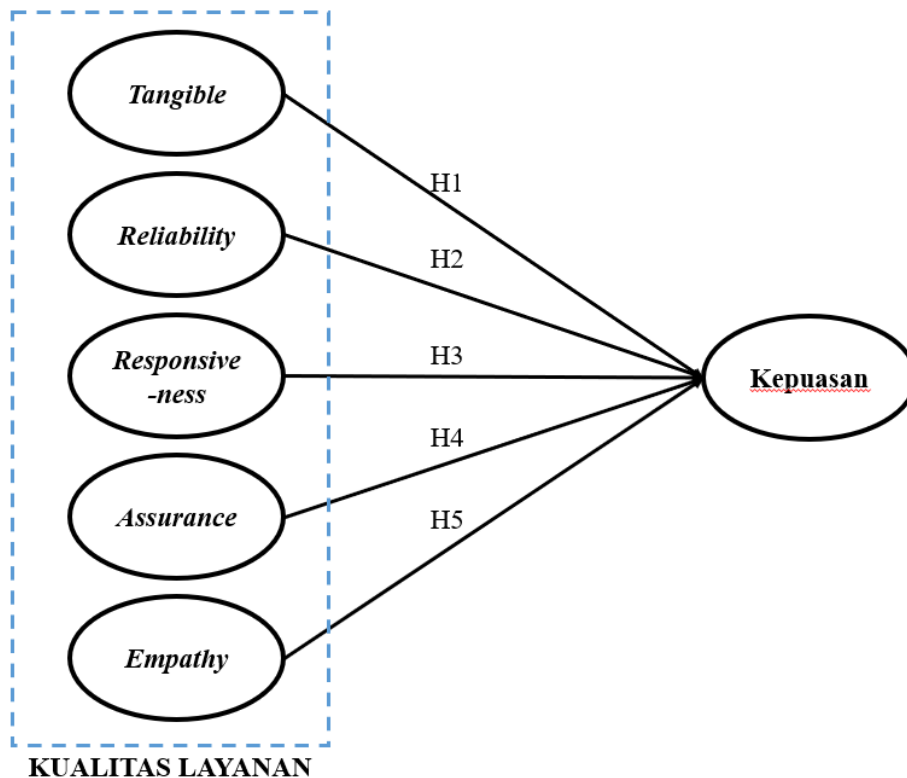 Tangible
H1
Reliability
H2
Responsive
-ness
H3
Kepuasan
Assurance
H4
Empathy
H5
KUALITAS LAYANAN